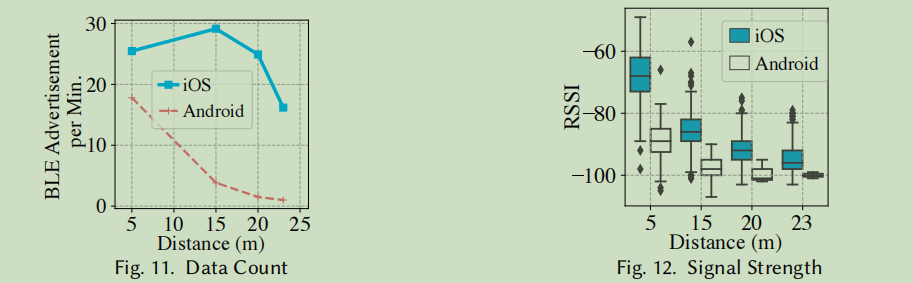 30
20
10
0
BLE Advertisement
per Min.
iOS
Android
5 10 15 20 25
Distance (m)
Fig. 11. Data Count
−60
−80
−100
RSSI
iOS
Android
5 15 20 23
Distance (m)
Fig. 12. Signal Strength